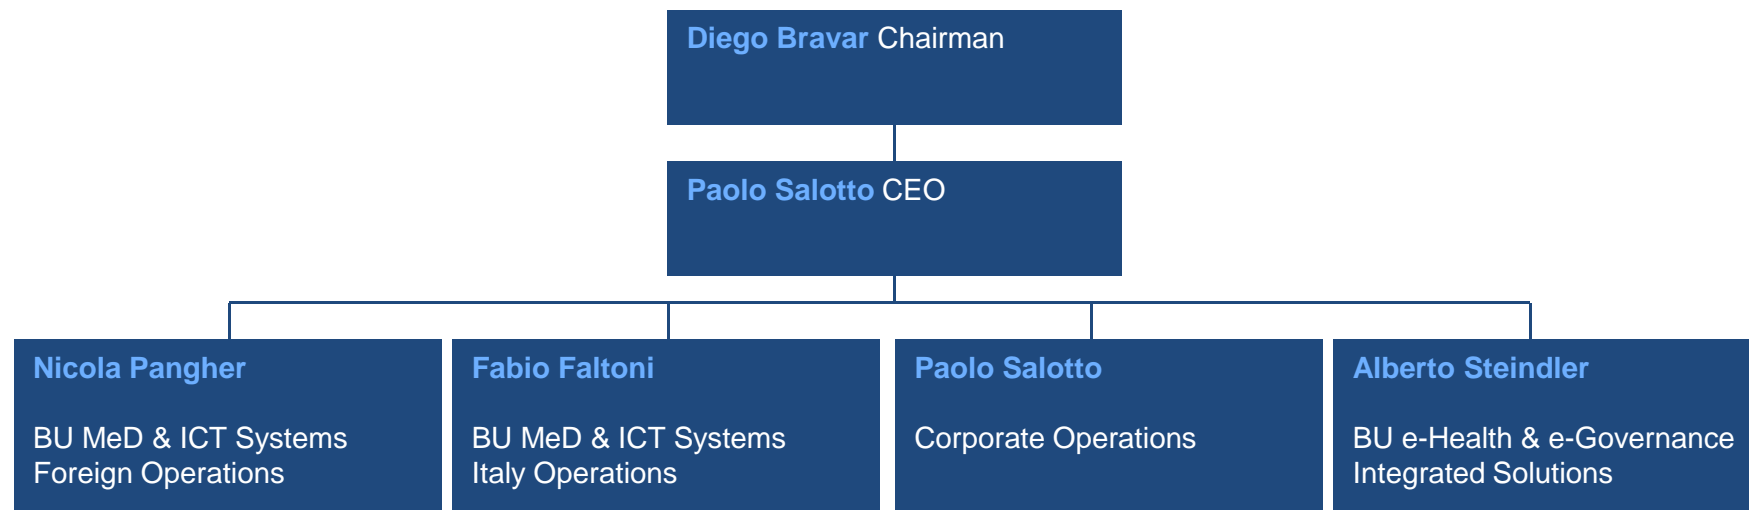 Diego Bravar Chairman
Paolo Salotto CEO
Nicola Pangher
BU MeD & ICT Systems
Foreign Operations
Fabio Faltoni
BU MeD & ICT Systems
Italy Operations
Paolo Salotto
Corporate Operations
Alberto Steindler
BU e-Health & e-Governance
Integrated Solutions